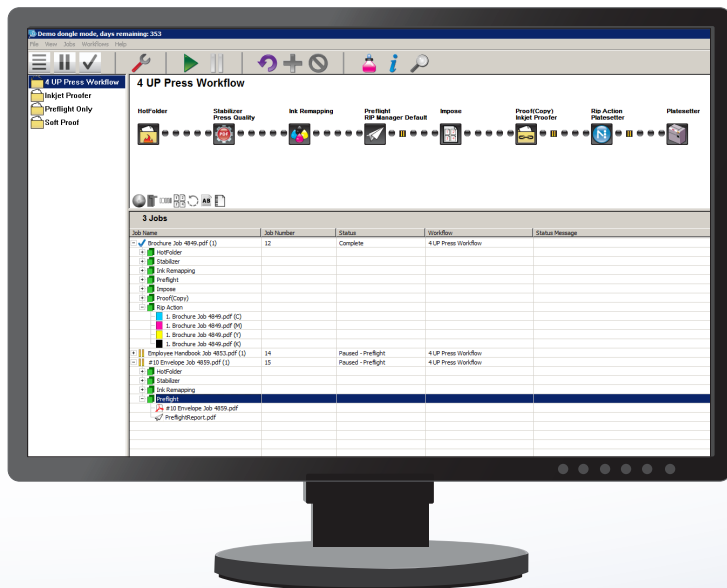 Demo dongle mode, days remaining: 353
File View Jobs Workflows Help
4 UP Press Workflow
Inkjet Proofer
Preflight Only
Soft Proof
4 UP Press Workflow
HotFolder Stabilizer Ink Remapping Preflight Impose Proof(Copy) Rip Action Platesetter
Press Quality RIP Manager Default Inkjet Proofer Platesetter
3 Jobs
Job Name Job Number Status Workflow Status Message
Brochure Job 4849.pdf (1) 12 Complete 4 UP Press Workflow
HotFolder
Stabilizer
Ink Remapping
Preflight
Impose
Proof(Copy)
Rip Action
1. Brochure Job 4849.pdf (C)
1. Brochure Job 4849.pdf (M)
1. Brochure Job 4849.pdf (Y)
1. Brochure Job 4849.pdf (K)
Employee Handbook Job 4853.pdf (1) 14 Paused - Preflight 4 UP Press Workflow
#10 Envelope Job 4859.pdf (1) 15 Paused - Preflight 4 UP Press Workflow
HotFolder
Stabilizer
Ink Remapping
Preflight
#10 Envelope Job 4859.pdf
PreflightReport.pdf